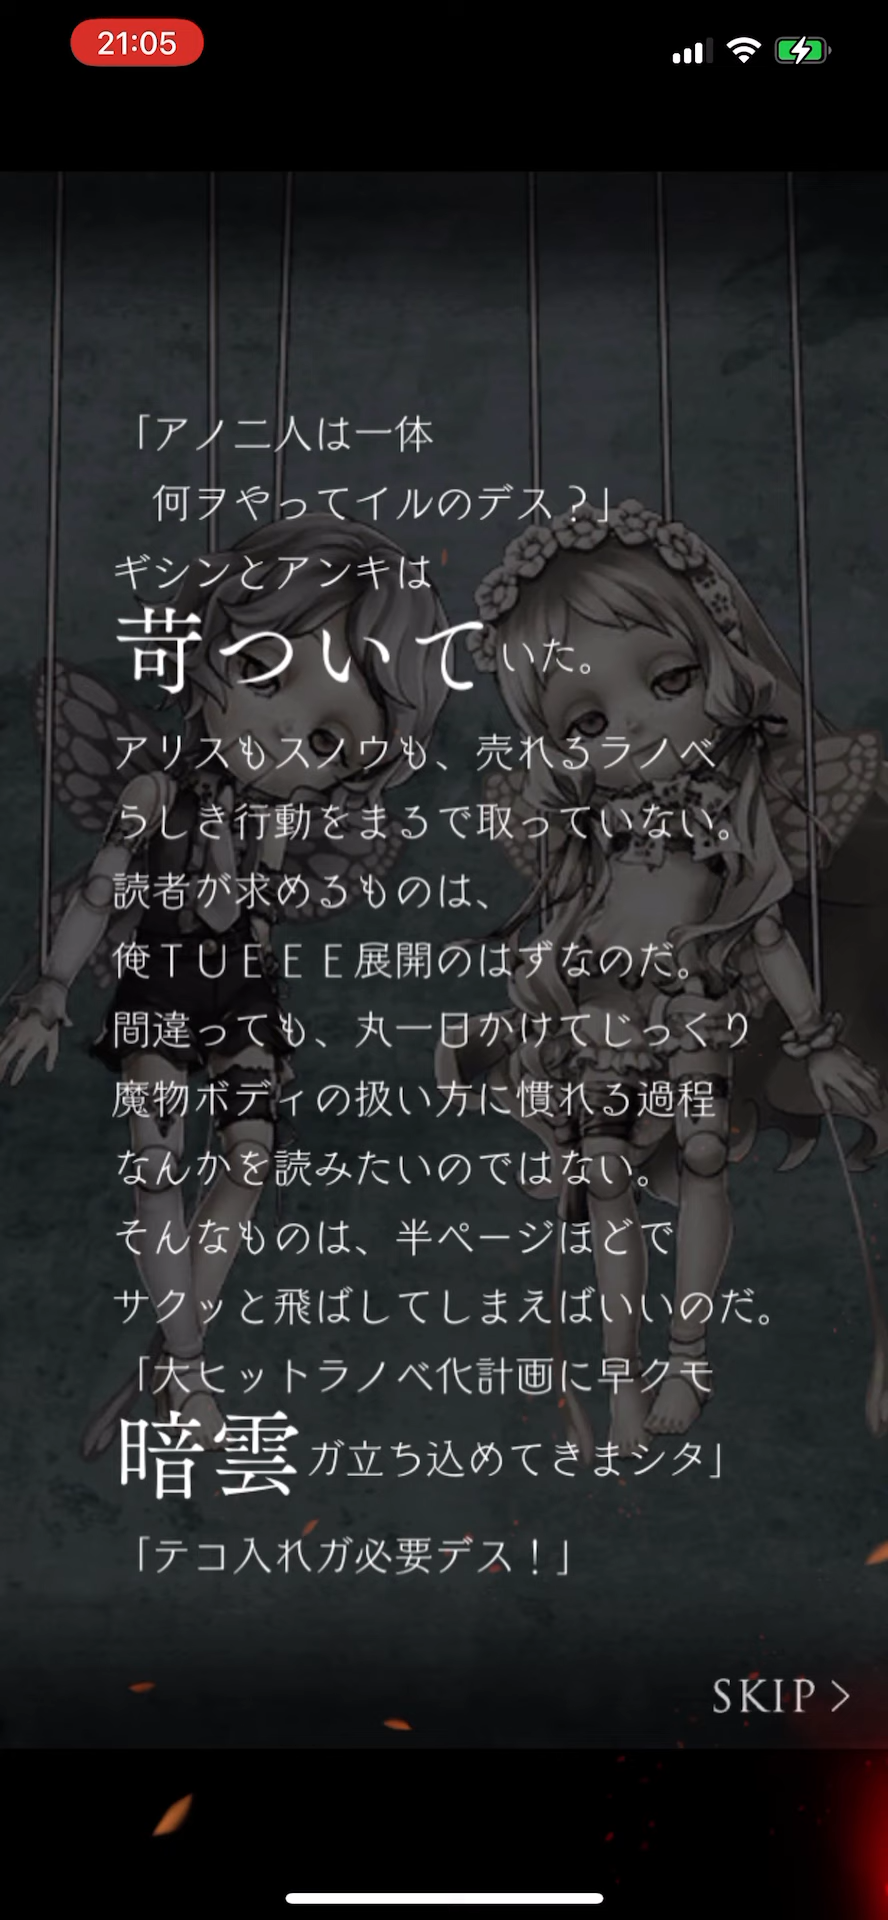 21:05
「アノ二人は一体
何ヲやってイルのデス？」
ギシンとアンキは
苛ついていた。
アリスもスノウも、売れるラノベ
らしき行動をまるで取っていない。
読者が求めるものは、
俺ＴＵＥＥＥ展開のはずなのだ。
間違っても、丸一日かけてじっくり
魔物ボディの扱い方に慣れる過程
なんかを読みたいのではない。
そんなものは、半ページほどで
サクッと飛ばしてしまえばいいのだ。
「大ヒットラノベ化計画に早クモ
暗雲ガ立ち込めてきまシタ」
「テコ入れガ必要デス！」
SKIP >